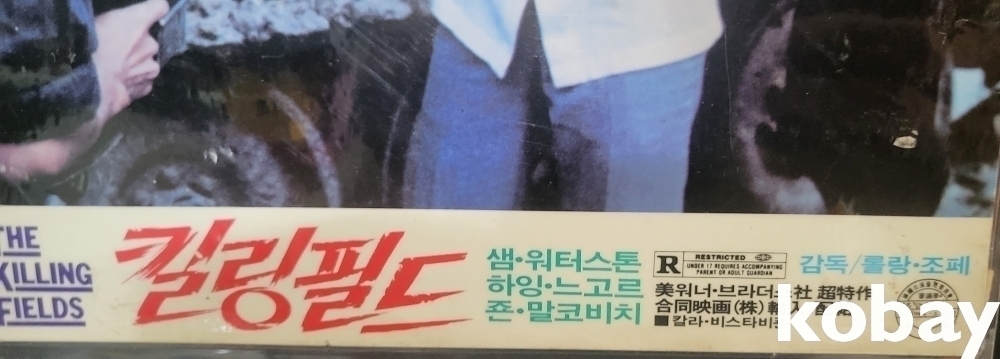 THE
KILLING
FIELDS
킬링필드
샘·워터스톤
하잉·느고르
죤·말코비치
R RESTRICTED
UNDER 17 REQUIRES ACCOMPANYING
PARENT OR ADULT GUARDIAN
감독/롤랑·조페
美워너·브라더스社 超特作
合同映画(株)
■칼라·비스타비
kobay